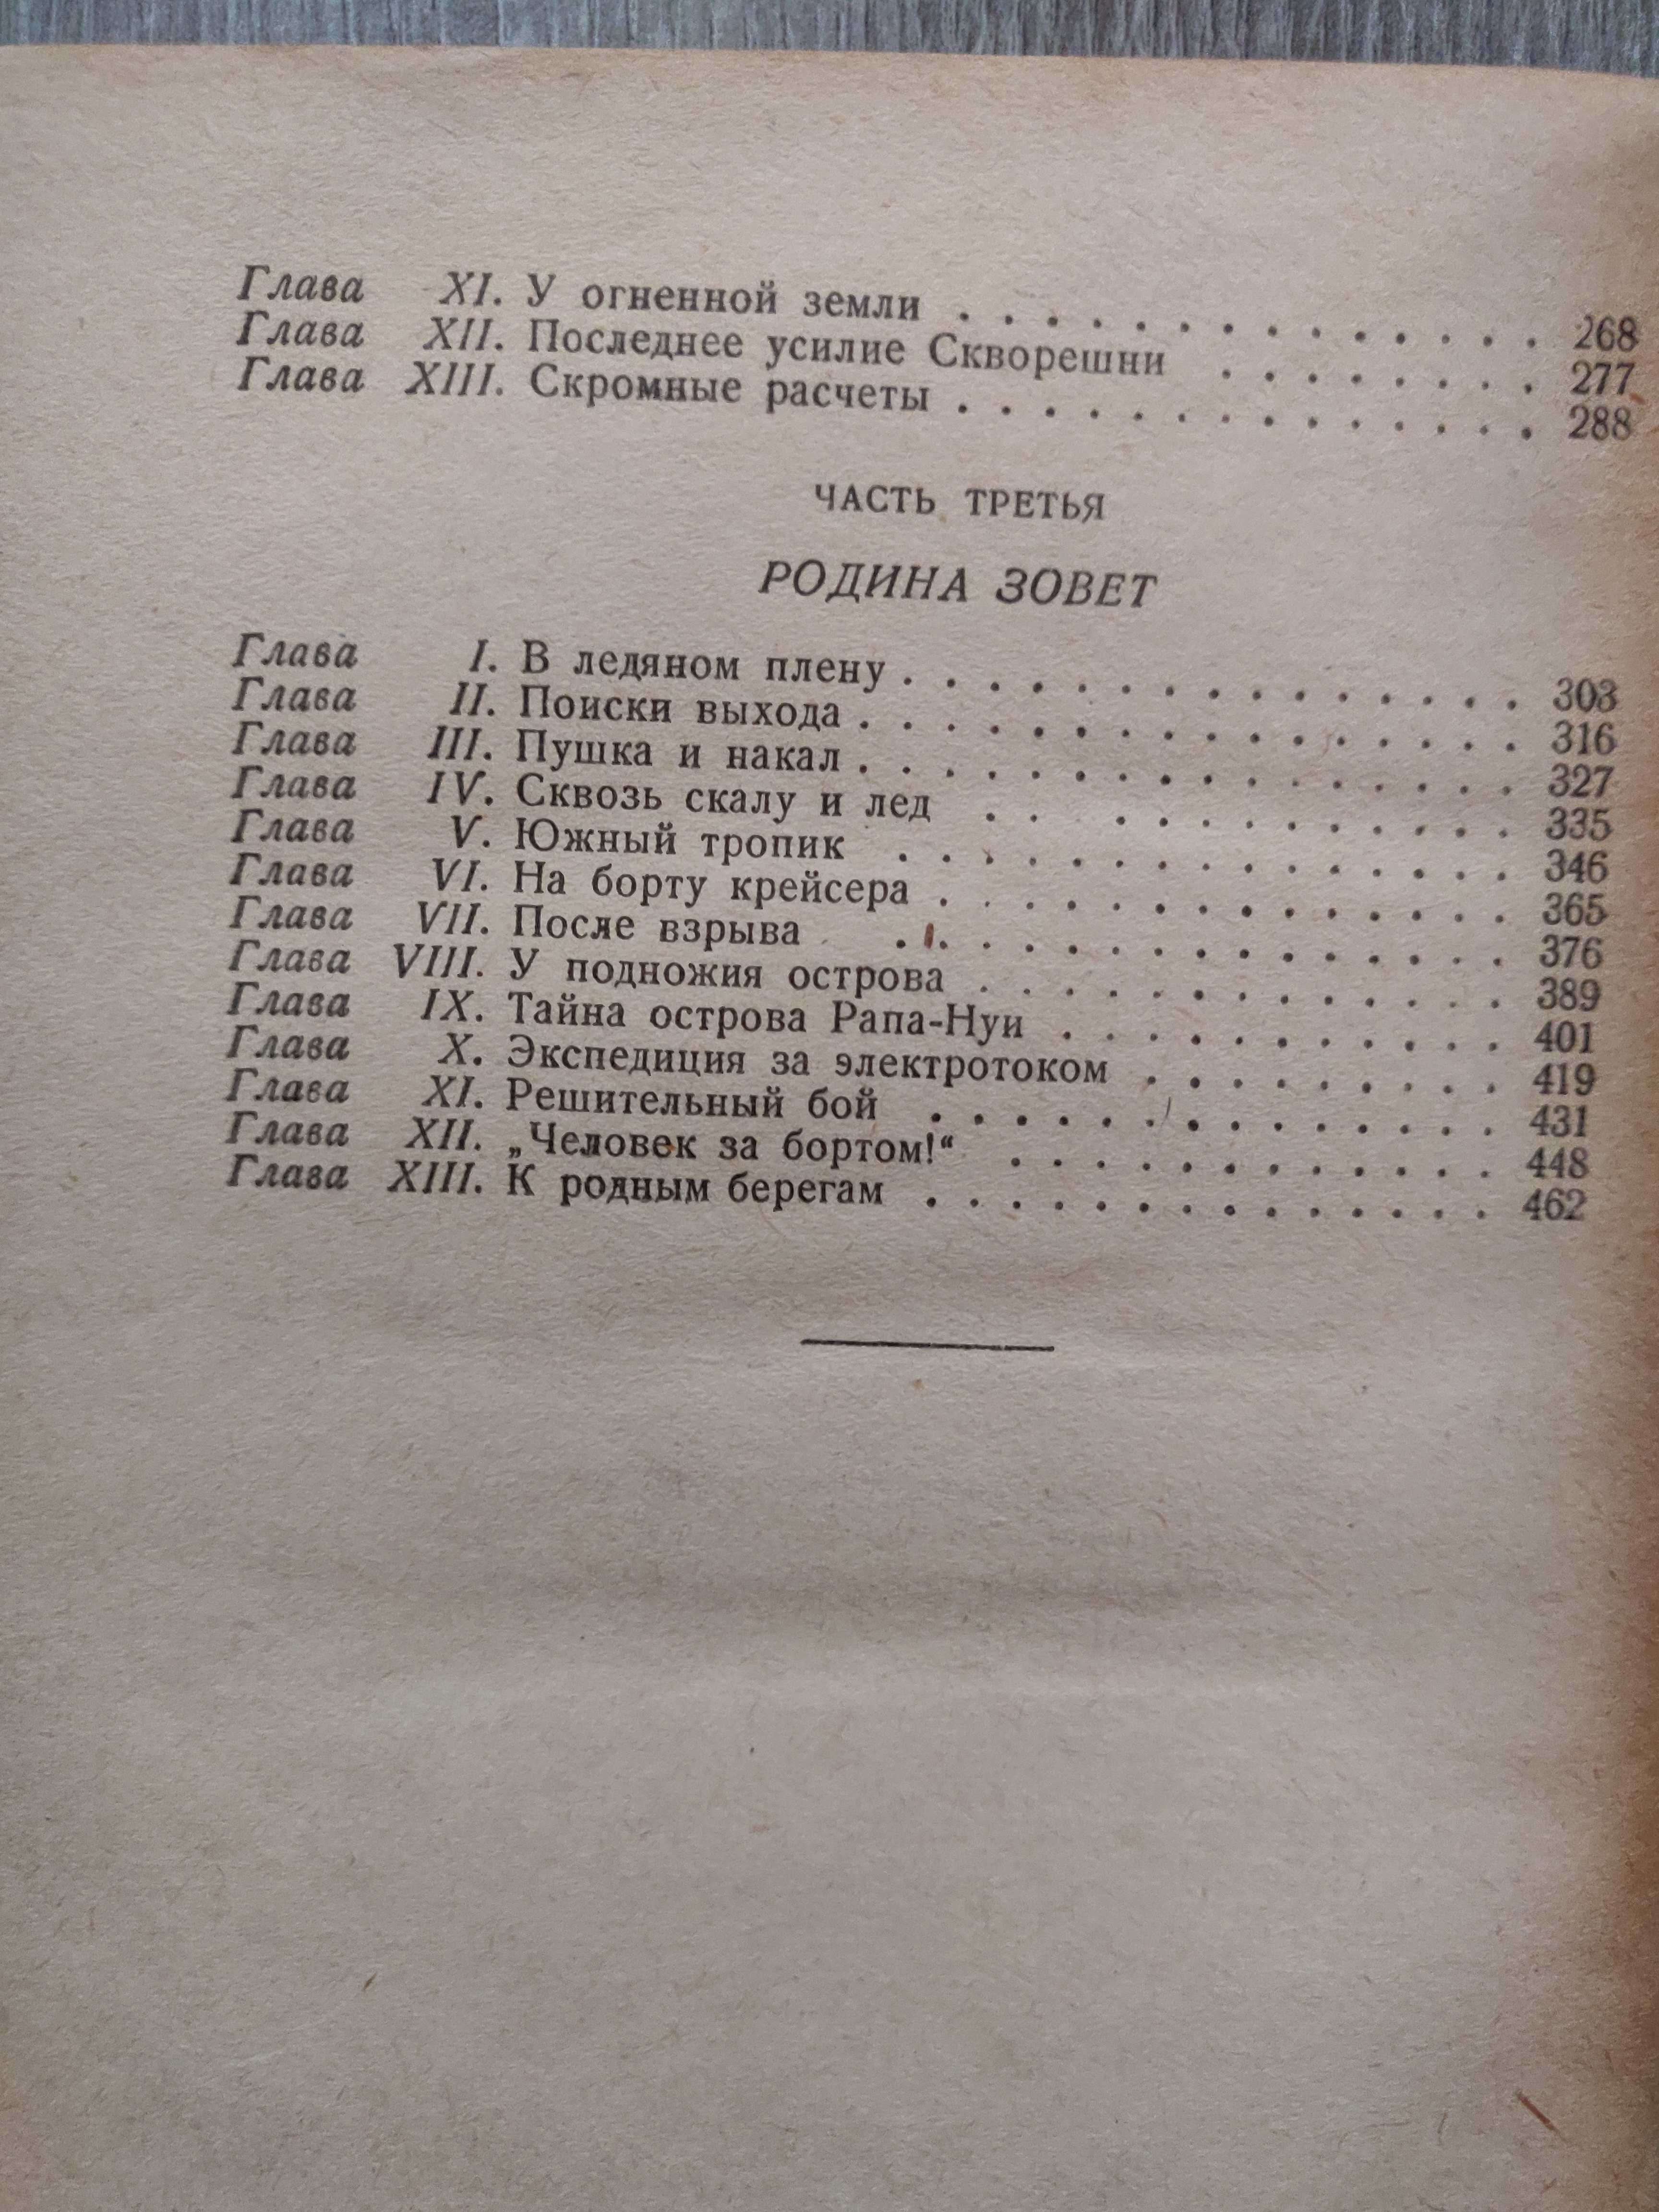 Глава XI. У огненной земли . . . . . . . . . . . . . . 268
Глава XII. Последнее усилие Скворешни . . . . . . . . 277
Глава XIII. Скромные расчеты . . . . . . . . . . . . . . 288
ЧАСТЬ ТРЕТЬЯ
РОДИНА ЗОВЕТ
Глава I. В ледяном плену . . . . . . . . . . . . . . . 303
Глава II. Поиски выхода . . . . . . . . . . . . . . . . 316
Глава III. Пушка и накал . . . . . . . . . . . . . . . . 327
Глава IV. Сквозь скалу и лед . . . . . . . . . . . . 335
Глава V. Южный тропик . . . . . . . . . . . . . . . 346
Глава VI. На борту крейсера . . . . . . . . . . . . . . 365
Глава VII. После взрыва . . . . . . . . . . . . . . . 376
Глава VIII. У подножия острова . . . . . . . . . . . . . 389
Глава IX. Тайна острова Рапа-Нуи . . . . . . . . . . . 401
Глава X. Экспедиция за электротоком . . . . . . . . . 419
Глава XI. Решительный бой . . . . . . . . . . . . . . 431
Глава XII. „Человек за бортом!“ . . . . . . . . . . . . 448
Глава XIII. К родным берегам . . . . . . . . . . . . . . 462